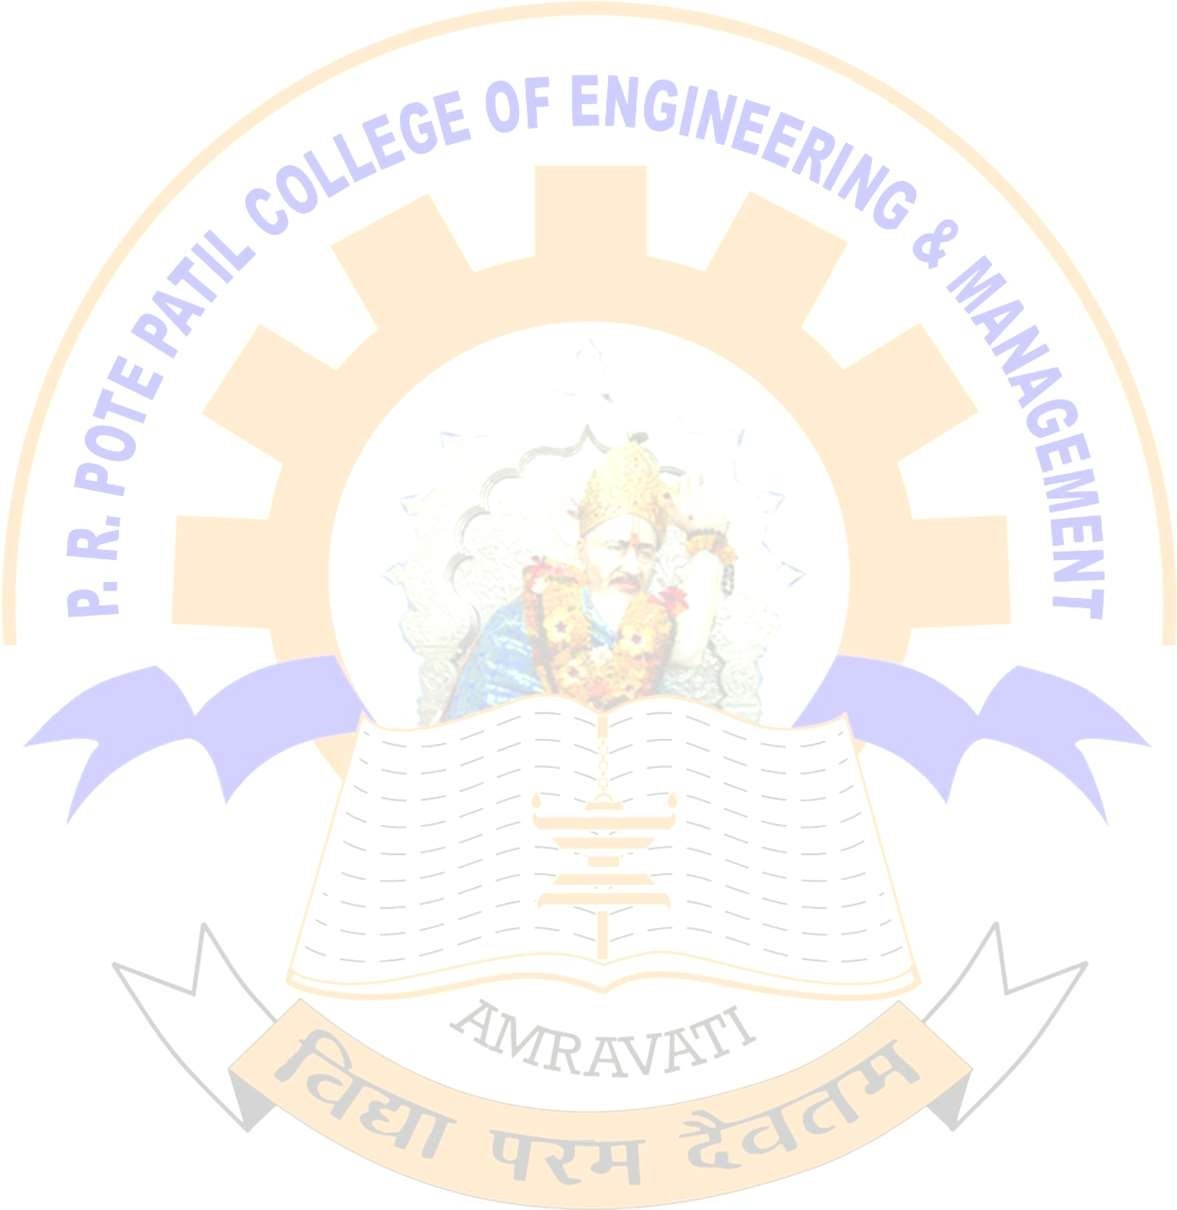 P. R. POTE PATIL COLLEGE OF ENGINEERING & MANAGEMENT
AMRAVATI
विद्या परम दैवतम